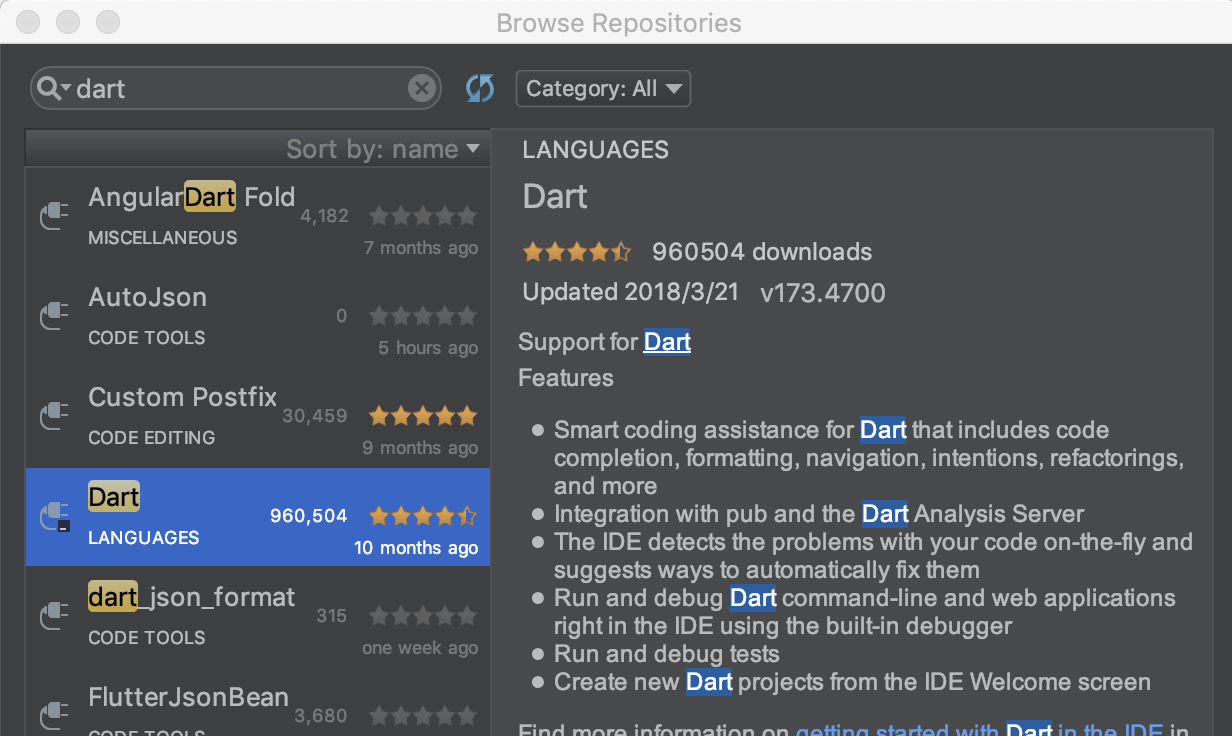 Browse Repositories
dart
Category: All
Sort by: name
AngularDart Fold
4,182
MISCELLANEOUS
7 months ago
AutoJson
0
CODE TOOLS
5 hours ago
Custom Postfix
30,459
CODE EDITING
9 months ago
Dart
960,504
LANGUAGES
10 months ago
dart_json_format
315
CODE TOOLS
one week ago
FlutterJsonBean
3,680
CODE TOOLS
LANGUAGES
Dart
960504 downloads
Updated 2018/3/21 v173.4700
Support for Dart
Features
Smart coding assistance for Dart that includes code
completion, formatting, navigation, intentions, refactorings,
and more
Integration with pub and the Dart Analysis Server
The IDE detects the problems with your code on-the-fly and
suggests ways to automatically fix them
Run and debug Dart command-line and web applications
right in the IDE using the built-in debugger
Run and debug tests
Create new Dart projects from the IDE Welcome screen
Find more information on getting started with Dart in the IDE in